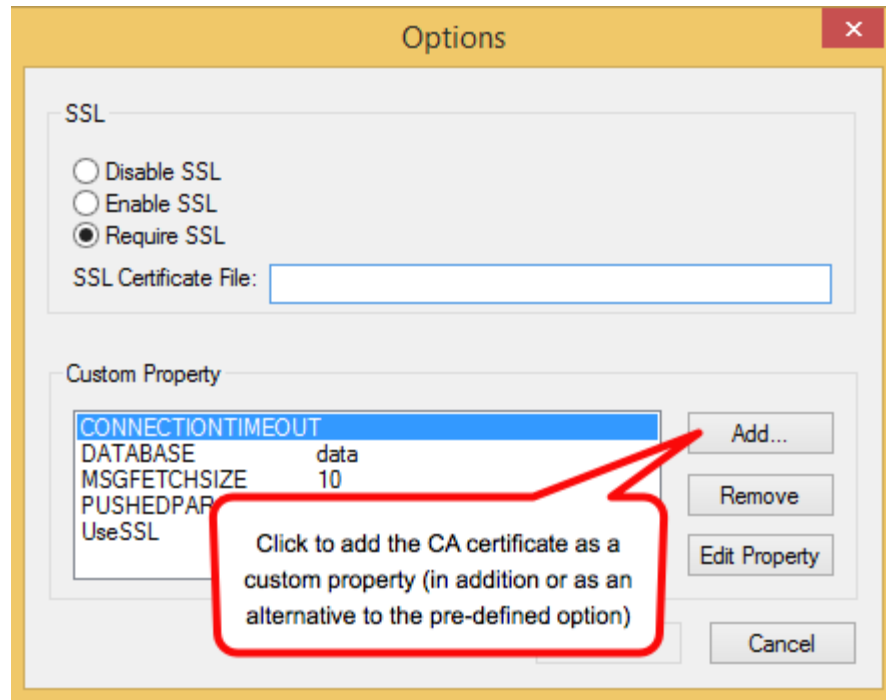 Options
SSL
Disable SSL
Enable SSL
Require SSL
SSL Certificate File:
Custom Property
CONNECTIONTIMEOUT
DATABASE data
MSGFETCHSIZE 10
UseSSL
Add...
Remove
Edit Property
Click to add the CA certificate as a
custom property (in addition or as an
alternative to the pre-defined option)
Cancel